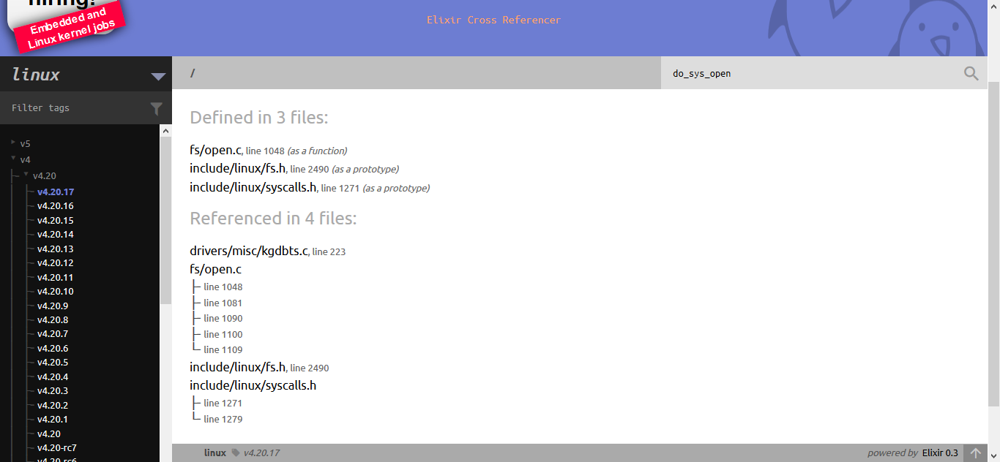 hiring!
Embedded and
Linux kernel jobs
Elixir Cross Referencer
linux
/
do_sys_open
Filter tags
v5
v4
v4.20
v4.20.17
v4.20.16
v4.20.15
v4.20.14
v4.20.13
v4.20.12
v4.20.11
v4.20.10
v4.20.9
v4.20.8
v4.20.7
v4.20.6
v4.20.5
v4.20.4
v4.20.3
v4.20.2
v4.20.1
v4.20
v4.20-rc7
v4.20-rc6
Defined in 3 files:
fs/open.c, line 1048 (as a function)
include/linux/fs.h, line 2490 (as a prototype)
include/linux/syscalls.h, line 1271 (as a prototype)
Referenced in 4 files:
drivers/misc/kgdbts.c, line 223
fs/open.c
line 1048
line 1081
line 1090
line 1100
line 1109
include/linux/fs.h, line 2490
include/linux/syscalls.h
line 1271
line 1279
linux v4.20.17
powered by Elixir 0.3